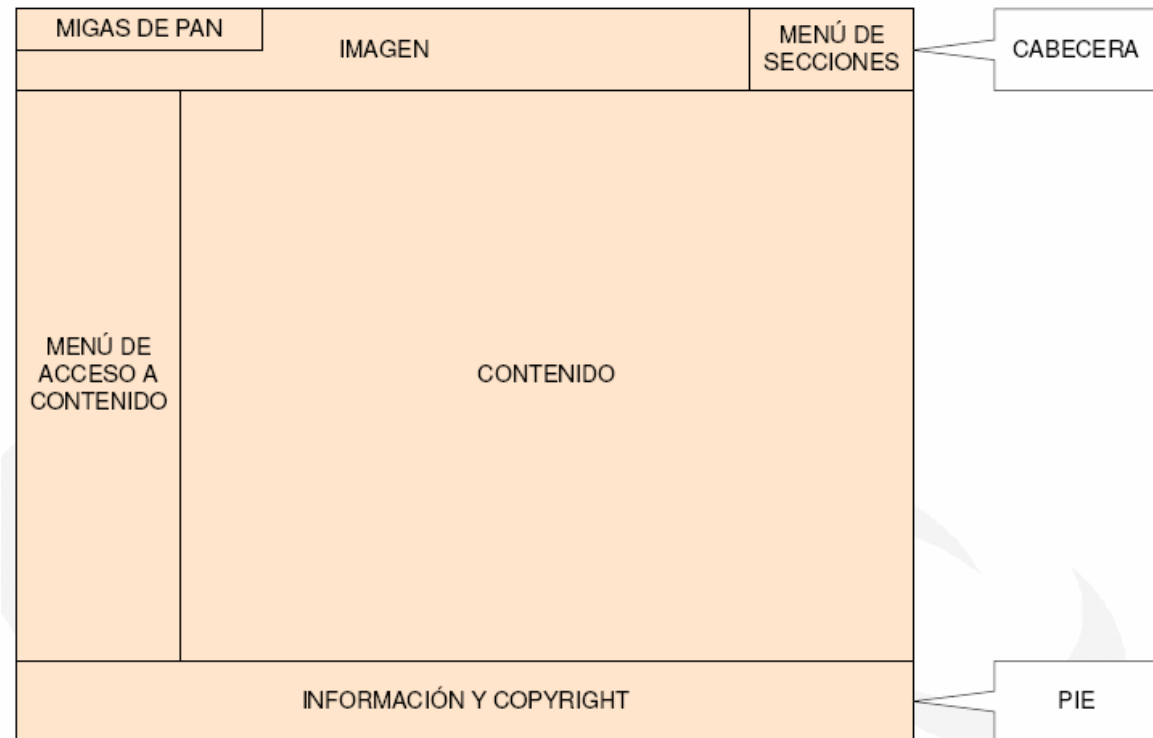 MIGAS DE PAN
IMAGEN
MENÚ DE
SECCIONES
CABECERA
MENÚ DE
ACCESO A
CONTENIDO
CONTENIDO
INFORMACIÓN Y COPYRIGHT
PIE